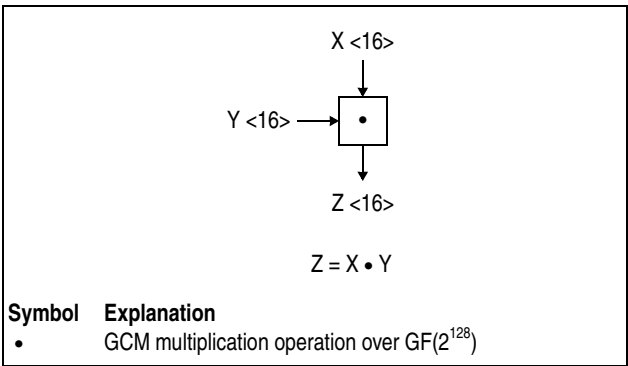 X <16>
Y <16>
•
Z <16>
Z = X • Y
Symbol Explanation
• GCM multiplication operation over GF(2^128)